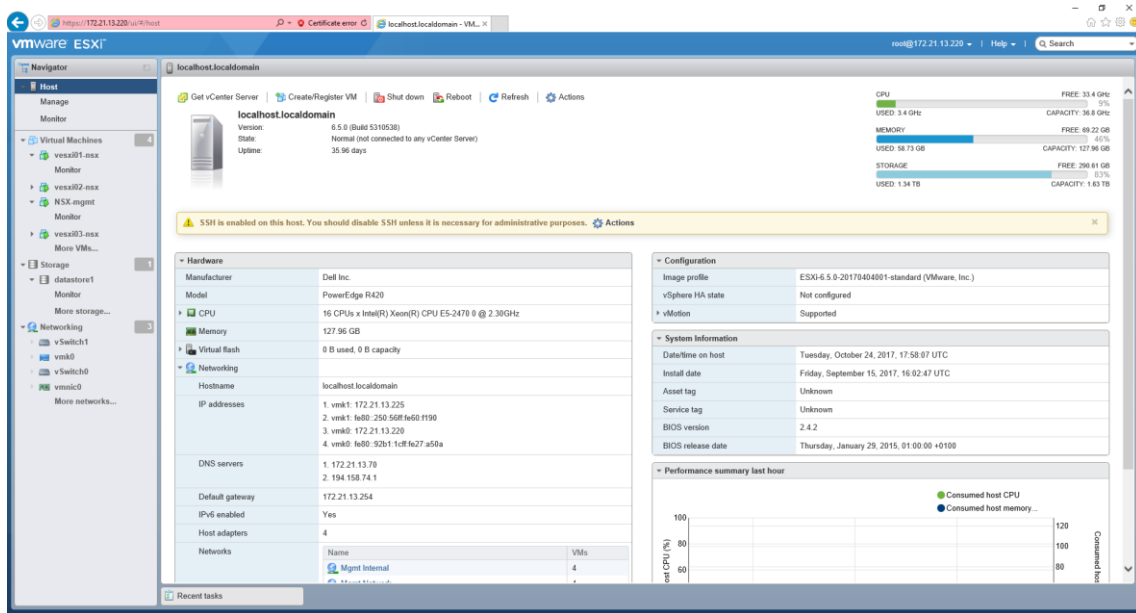 https://172.21.13.220/ui/#/host
Certificate error
localhost.localdomain - VM...
vmware ESXi
root@172.21.13.220
Help
Search
Navigator
localhost.localdomain
Host
Manage
Monitor
Virtual Machines 4
vesxi01-nsx
Monitor
vesxi02-nsx
NSX-mgmt
Monitor
vesxi03-nsx
More VMs...
Storage 1
datastore1
Monitor
More storage...
Networking 3
vSwitch1
vmk0
vSwitch0
vmnic0
More networks...
Get vCenter Server | Create/Register VM | Shut down Reboot | Refresh | Actions
localhost.localdomain
Version: 6.5.0 (Build 5310538)
State: Normal (not connected to any vCenter Server)
Uptime: 35.96 days
CPU FREE: 33.4 GHz
9%
USED: 3.4 GHz CAPACITY: 36.8 GHz
MEMORY FREE: 69.22 GB
46%
USED: 58.73 GB CAPACITY: 127.96 GB
STORAGE FREE: 290.61 GB
83%
USED: 1.34 TB CAPACITY: 1.63 TB
SSH is enabled on this host. You should disable SSH unless it is necessary for administrative purposes. Actions
Hardware
Manufacturer Dell Inc.
Model PowerEdge R420
CPU 16 CPUs x Intel(R) Xeon(R) CPU E5-2470 0 @ 2.30GHz
Memory 127.96 GB
Virtual flash 0 B used, 0 B capacity
Networking
Hostname localhost.localdomain
IP addresses 1. vmk1: 172.21.13.225
2. vmk1: fe80::250:56ff:fe60:f190
3. vmk0: 172.21.13.220
4. vmk0: fe80::92b1:1cff:fe27:a50a
DNS servers 1. 172.21.13.70
2. 194.158.74.1
Default gateway 172.21.13.254
IPv6 enabled Yes
Host adapters 4
Networks Name VMs
Mgmt Internal 4
Configuration
Image profile ESXi-6.5.0-20170404001-standard (VMware, Inc.)
vSphere HA state Not configured
vMotion Supported
System Information
Date/time on host Tuesday, October 24, 2017, 17:58:07 UTC
Install date Friday, September 15, 2017, 16:02:47 UTC
Asset tag Unknown
Service tag Unknown
BIOS version 2.4.2
BIOS release date Thursday, January 29, 2015, 01:00:00 +0100
Performance summary last hour
Consumed host CPU
Consumed host memory...
100
80
60
120
100
80
Recent tasks